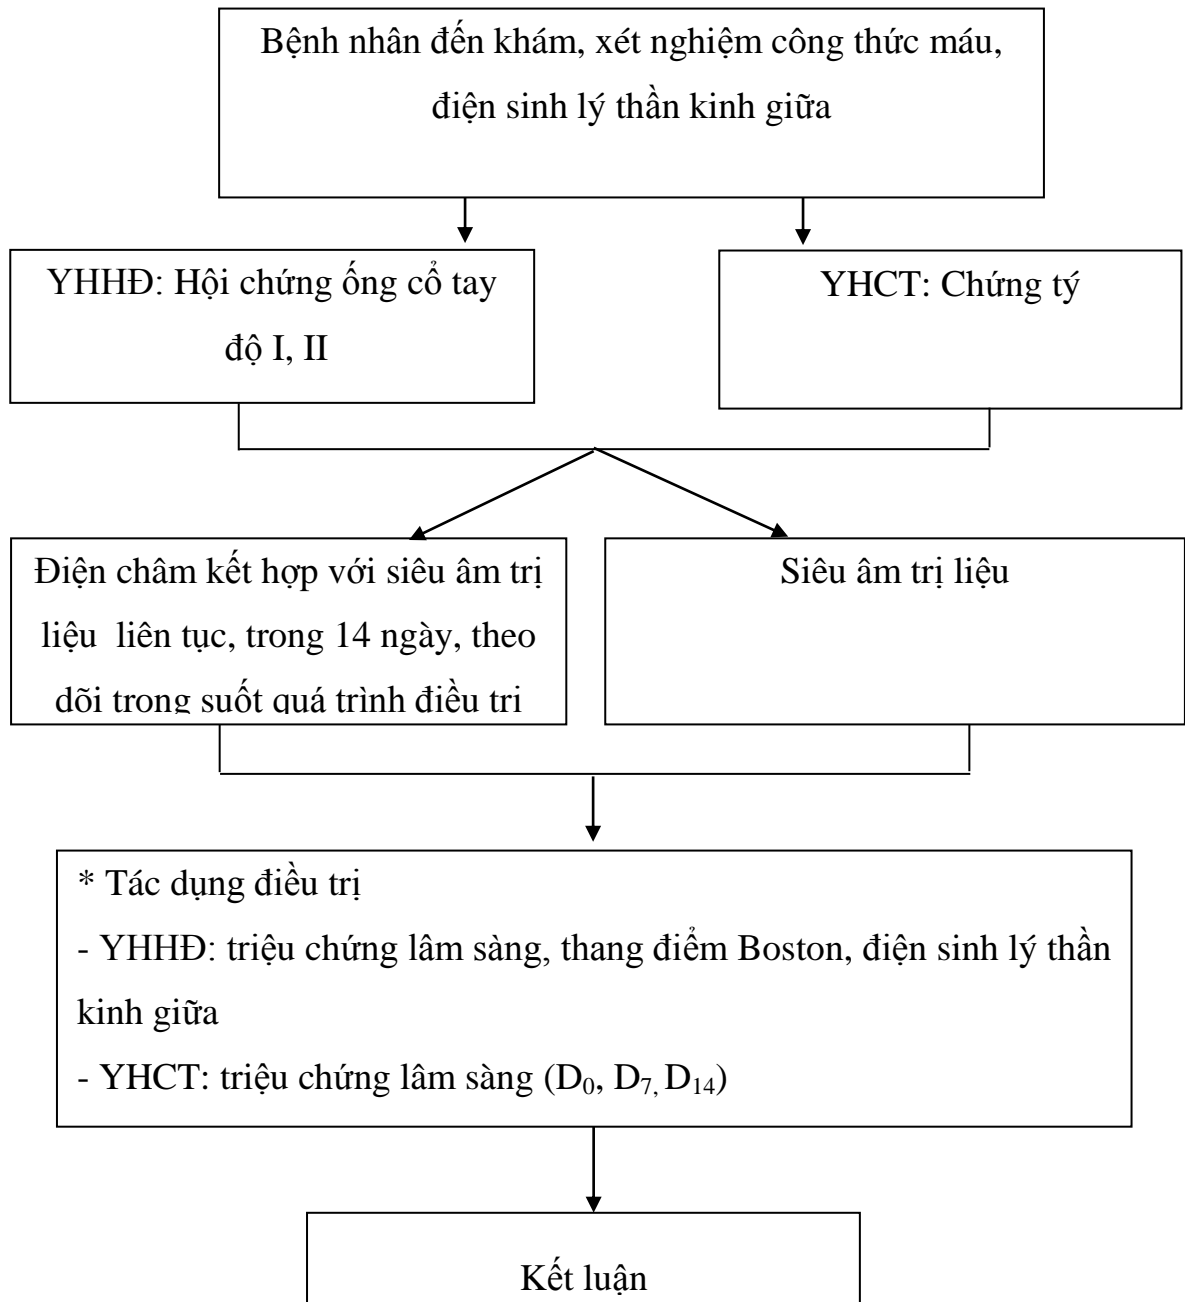 Bệnh nhân đến khám, xét nghiệm công thức máu,
điện sinh lý thần kinh giữa
YHHĐ: Hội chứng ống cổ tay
độ I, II
YHCT: Chứng tý
Điện châm kết hợp với siêu âm trị
liệu liên tục, trong 14 ngày, theo
dõi trong suốt quá trình điều trị
Siêu âm trị liệu
* Tác dụng điều trị
- YHHĐ: triệu chứng lâm sàng, thang điểm Boston, điện sinh lý thần
kinh giữa
- YHCT: triệu chứng lâm sàng (D₀, D₇, D₁₄)
Kết luận